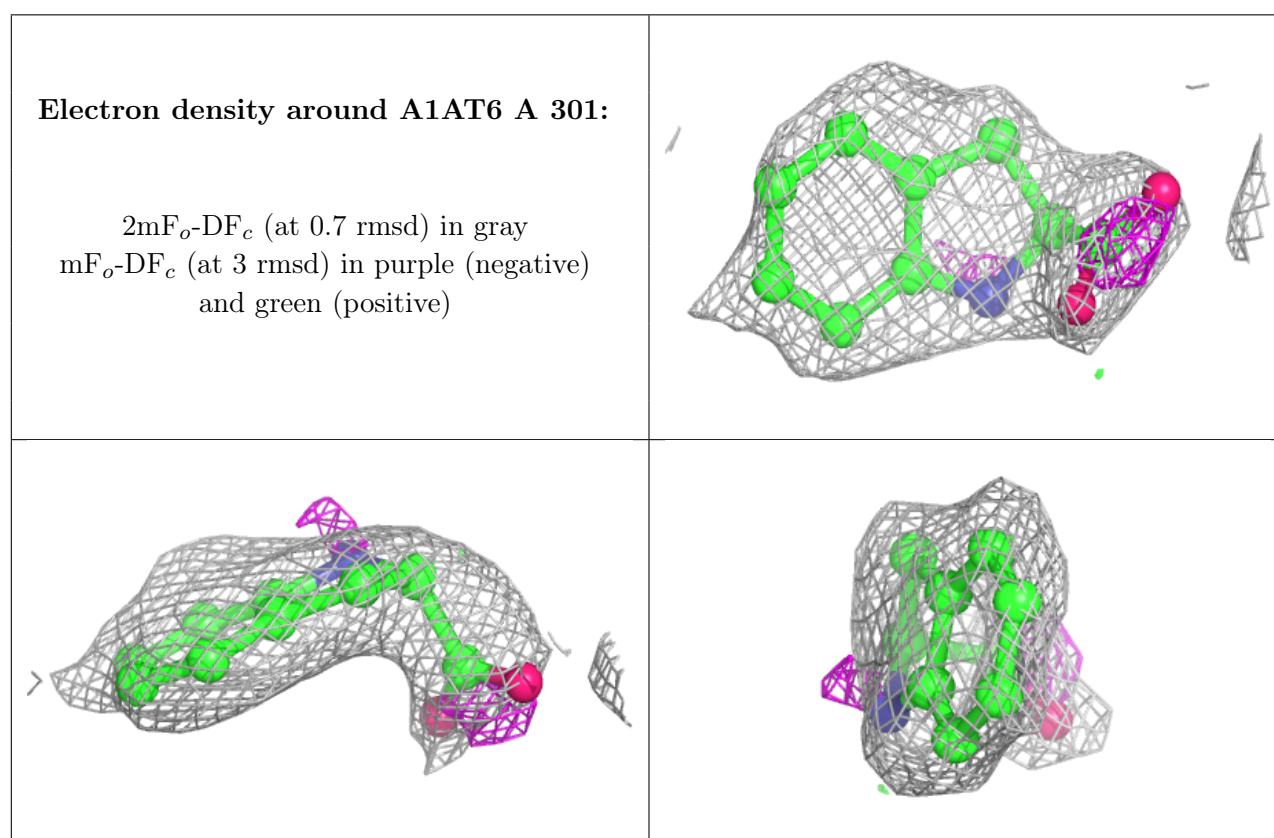 Electron density around A1AT6 A 301:
2mFo-DFc (at 0.7 rmsd) in gray
mFo-DFc (at 3 rmsd) in purple (negative)
and green (positive)